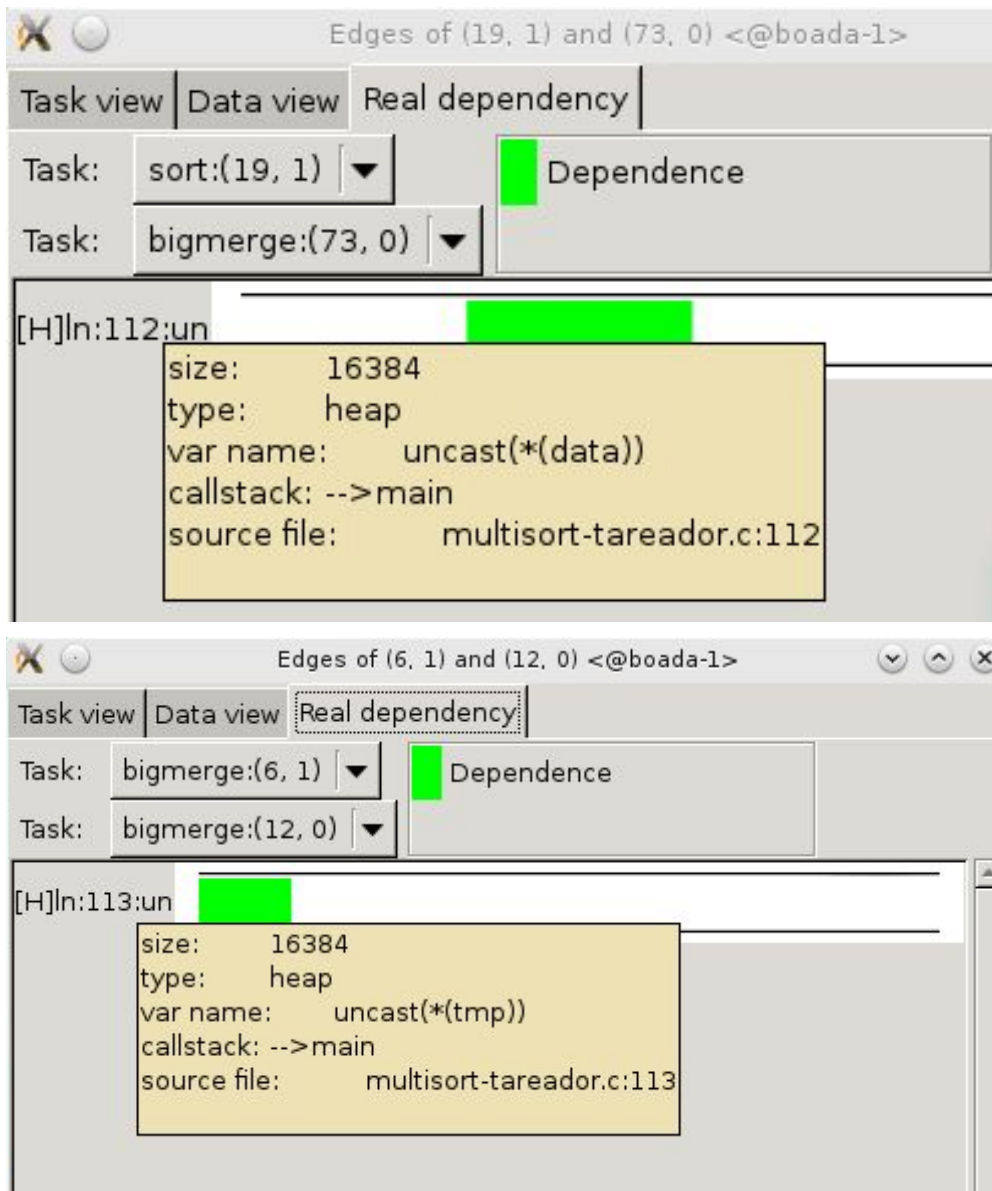 Edges of (19, 1) and (73, 0) <@boada-1>
Task view Data view Real dependency
Task: sort:(19, 1) Dependence
Task: bigmerge:(73, 0)
[H]ln:112:un
size: 16384
type: heap
var name: uncast(*(data))
callstack: -->main
source file: multisort-tareador.c:112
Edges of (6, 1) and (12, 0) <@boada-1>
Task view Data view Real dependency
Task: bigmerge:(6, 1) Dependence
Task: bigmerge:(12, 0)
[H]ln:113:un
size: 16384
type: heap
var name: uncast(*(tmp))
callstack: -->main
source file: multisort-tareador.c:113